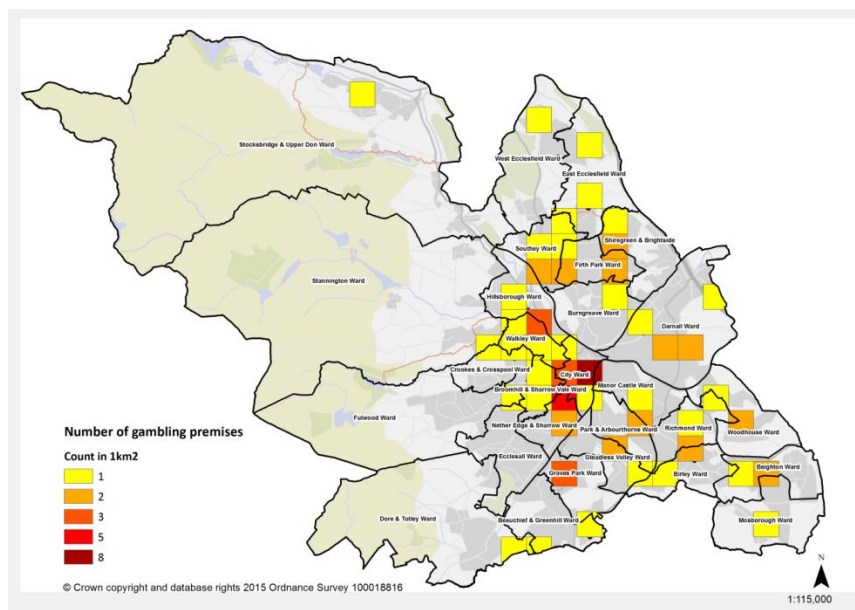 Stocksbridge & Upper Don Ward
West Ecclesfield Ward
East Ecclesfield Ward
Southey Ward
Shiregreen & Brightside
Firth Park Ward
Stannington Ward
Hillsborough Ward
Burngreave Ward
Darnall Ward
Walkley Ward
Crookes & Crosspool Ward
City Ward
Manor Castle Ward
Broomhill & Sharrow Vale Ward
Fulwood Ward
Nether Edge & Sharrow Ward
Park & Arbourthorne Ward
Richmond Ward
Woodhouse Ward
Ecclesall Ward
Gleadless Valley Ward
Graves Park Ward
Birley Ward
Beighton Ward
Dore & Totley Ward
Beauchief & Greenhill Ward
Mosborough Ward
Number of gambling premises
Count in 1km2
1
2
3
5
8
© Crown copyright and database rights 2015 Ordnance Survey 100018816
N
1:115,000